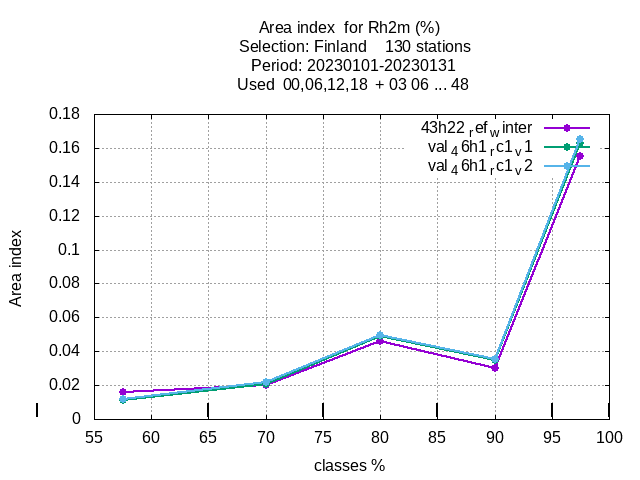 Area index  for Rh2m (%)
Selection: Finland    130 stations
Period: 20230101-20230131
Used  00,06,12,18  + 03 06 ... 48
43h22_ref_winter
val_46h1_rc1_v1
val_46h1_rc1_v2
0.18
0.16
0.14
0.12
0.1
0.08
0.06
0.04
0.02
0
Area index
55 60 65 70 75 80 85 90 95 100
classes %